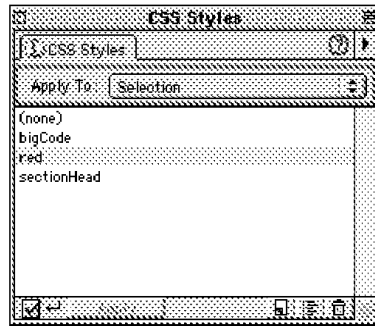 CSS Styles
CSS Styles
Apply To: Selection
(none)
bigCode
red
sectionHead